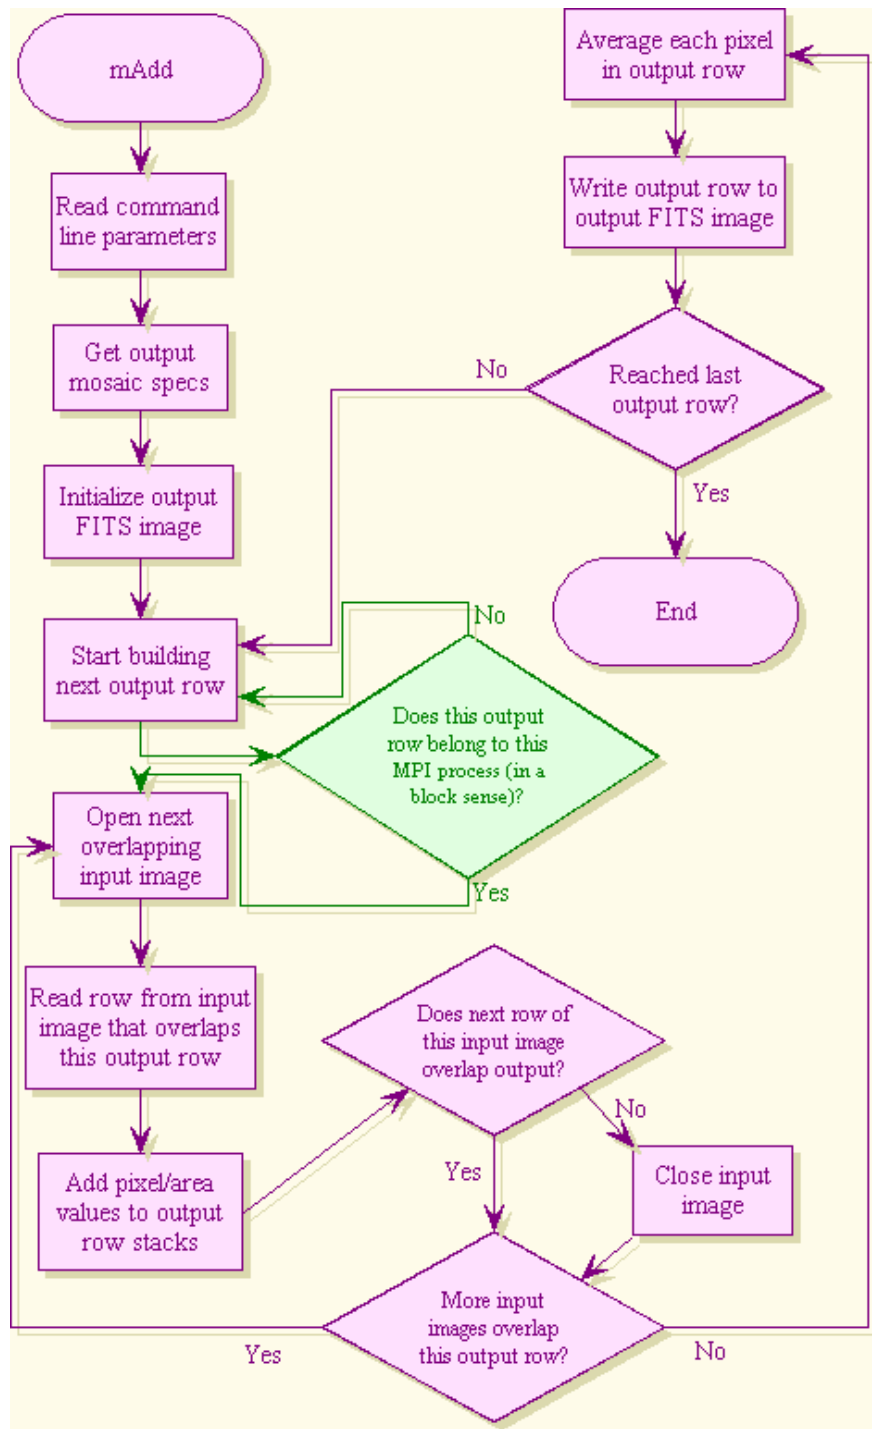 mAdd
Read command
line parameters
Get output
mosaic specs
Initialize output
FITS image
Start building
next output row
No
Does this output
row belong to this
MPI process (in a
block sense)?
Yes
Open next
overlapping
input image
Read row from input
image that overlaps
this output row
Add pixel/area
values to output
row stacks
Does next row of
this input image
overlap output?
No
Yes
Close input
image
More input
images overlap
this output row?
Yes
No
Average each pixel
in output row
Write output row to
output FITS image
Reached last
output row?
No
Yes
End